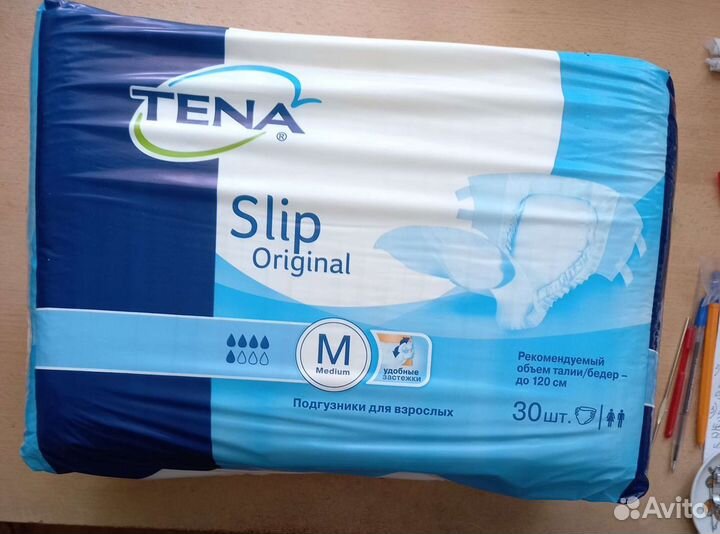 TENA®
Slip
Original
M
Medium
удобные
застежки
Рекомендуемый
объем талии/бедер –
до 120 см
Подгузники для взрослых
30 шт.
Avito